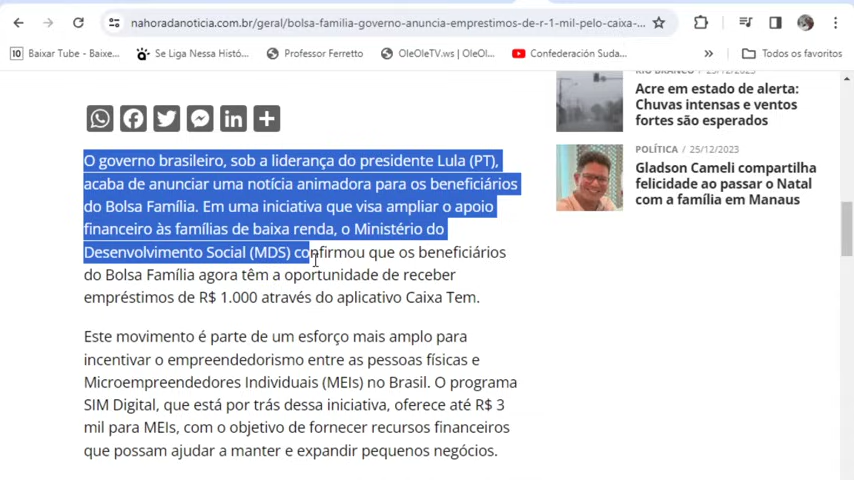 nahoradanoticia.com.br/geral/bolsa-familia-governo-anuncia-emprestimos-de-r-1-mil-pelo-caixa-...
Baixar Tube - Baixe...
Se Liga Nessa Histó...
Professor Ferretto
OleOleTV.ws | OleOl...
Confederación Suda...
»
Todos os favoritos
O governo brasileiro, sob a liderança do presidente Lula (PT),
acaba de anunciar uma notícia animadora para os beneficiários
do Bolsa Família. Em uma iniciativa que visa ampliar o apoio
financeiro às famílias de baixa renda, o Ministério do
Desenvolvimento Social (MDS) confirmou que os beneficiários
do Bolsa Família agora têm a oportunidade de receber
empréstimos de R$ 1.000 através do aplicativo Caixa Tem.
Este movimento é parte de um esforço mais amplo para
incentivar o empreendedorismo entre as pessoas físicas e
Microempreendedores Individuais (MEIs) no Brasil. O programa
SIM Digital, que está por trás dessa iniciativa, oferece até R$ 3
mil para MEIs, com o objetivo de fornecer recursos financeiros
que possam ajudar a manter e expandir pequenos negócios.
RIO BRANCO / 25/12/2023
Acre em estado de alerta:
Chuvas intensas e ventos
fortes são esperados
POLÍTICA / 25/12/2023
Gladson Cameli compartilha
felicidade ao passar o Natal
com a família em Manaus